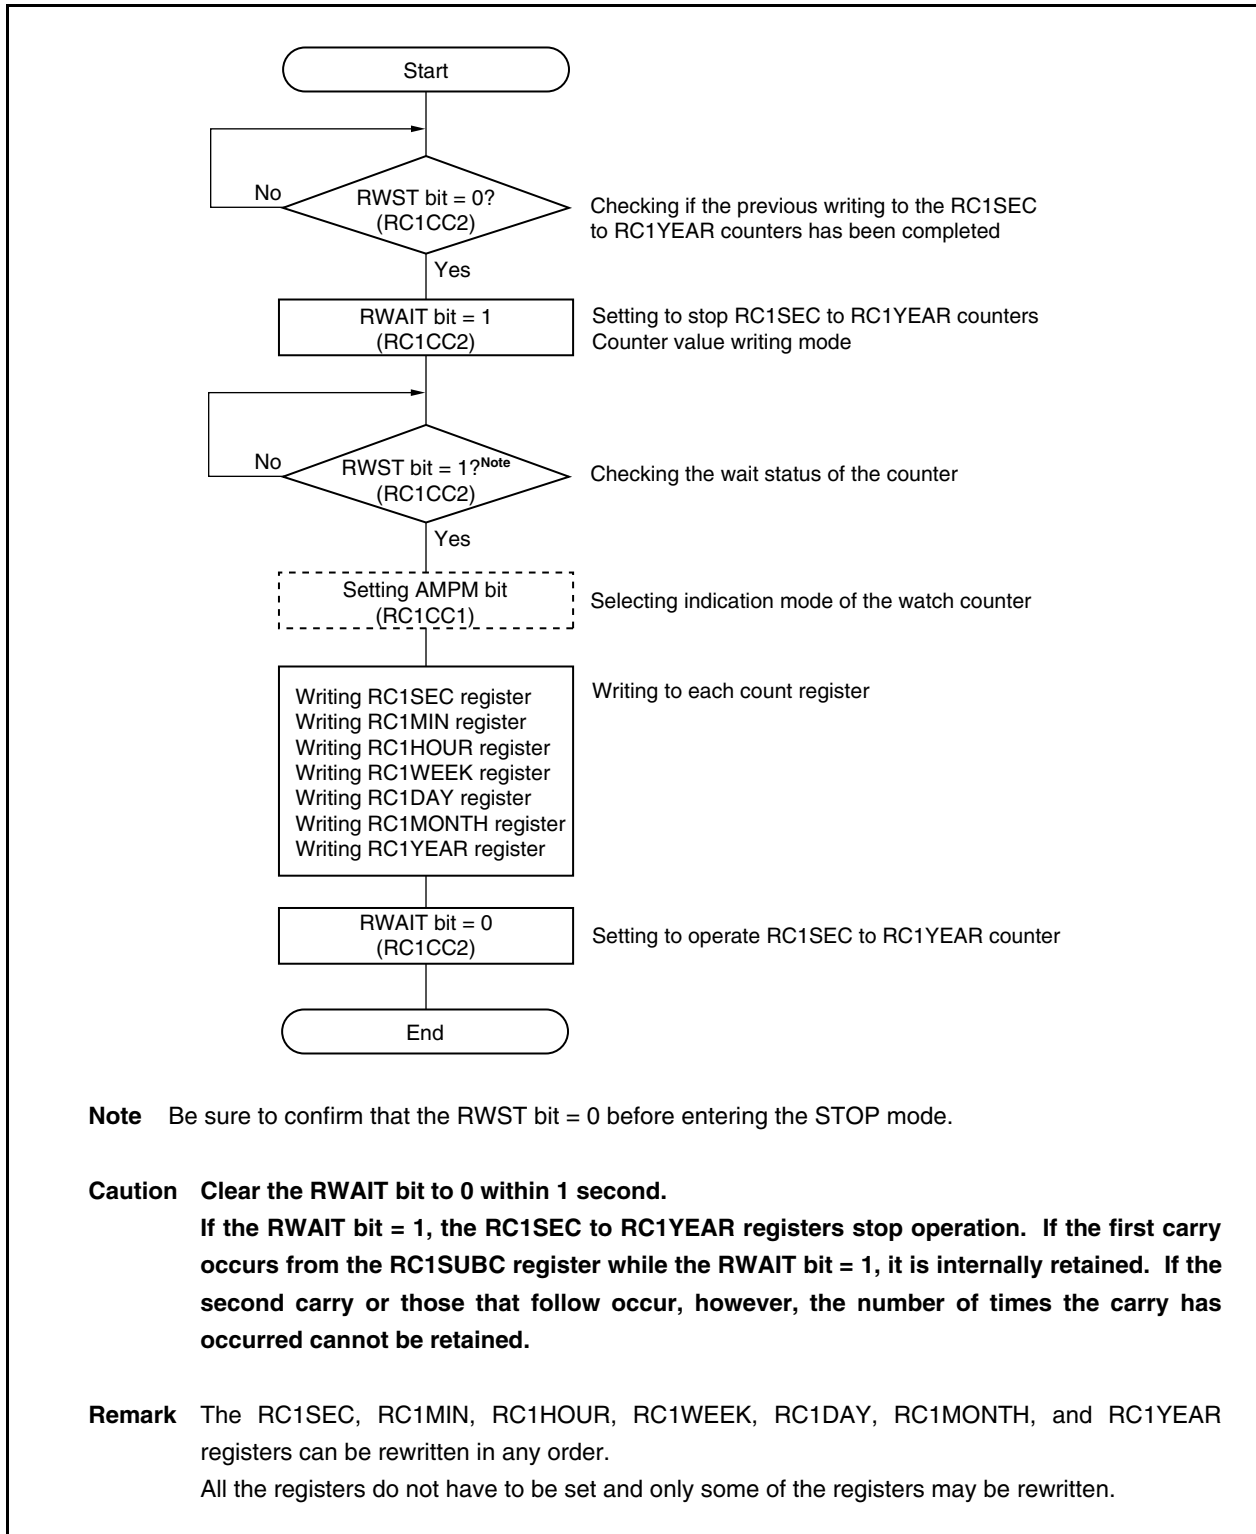 Start
No
RWST bit = 0?
(RC1CC2)
Checking if the previous writing to the RC1SEC
to RC1YEAR counters has been completed
Yes
RWAIT bit = 1
(RC1CC2)
Setting to stop RC1SEC to RC1YEAR counters
Counter value writing mode
No
RWST bit = 1?Note
(RC1CC2)
Checking the wait status of the counter
Yes
Setting AMPM bit
(RC1CC1)
Selecting indication mode of the watch counter
Writing RC1SEC register
Writing RC1MIN register
Writing RC1HOUR register
Writing RC1WEEK register
Writing RC1DAY register
Writing RC1MONTH register
Writing RC1YEAR register
Writing to each count register
RWAIT bit = 0
(RC1CC2)
Setting to operate RC1SEC to RC1YEAR counter
End
Note Be sure to confirm that the RWST bit = 0 before entering the STOP mode.
Caution Clear the RWAIT bit to 0 within 1 second.
If the RWAIT bit = 1, the RC1SEC to RC1YEAR registers stop operation. If the first carry
occurs from the RC1SUBC register while the RWAIT bit = 1, it is internally retained. If the
second carry or those that follow occur, however, the number of times the carry has
occurred cannot be retained.
Remark The RC1SEC, RC1MIN, RC1HOUR, RC1WEEK, RC1DAY, RC1MONTH, and RC1YEAR
registers can be rewritten in any order.
All the registers do not have to be set and only some of the registers may be rewritten.